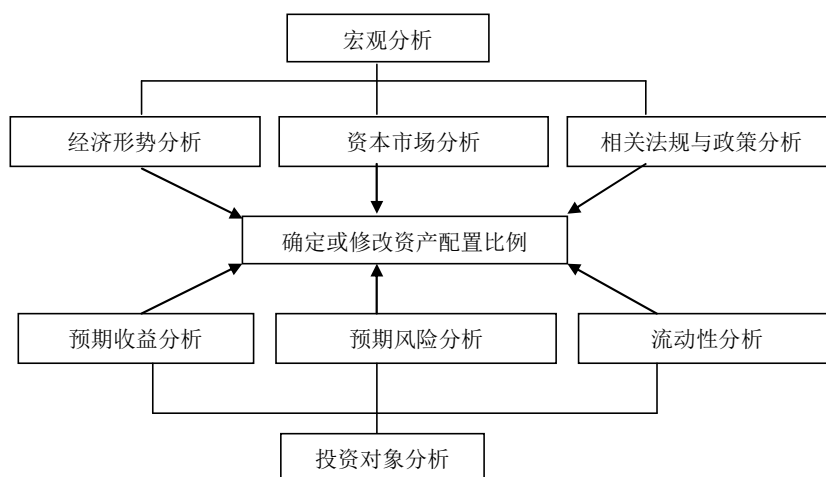 宏观分析
经济形势分析
资本市场分析
相关法规与政策分析
确定或修改资产配置比例
预期收益分析
预期风险分析
流动性分析
投资对象分析